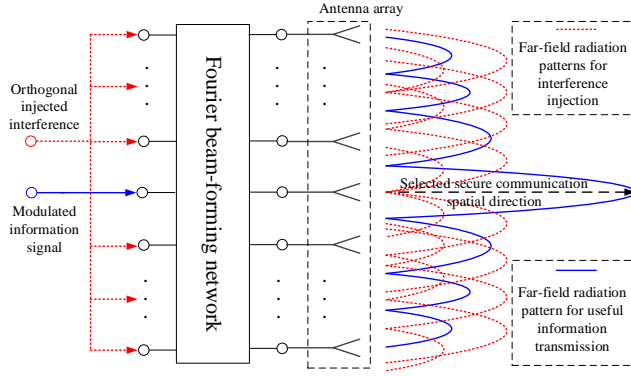 Antenna array
Orthogonal
injected
interference
Modulated
information
signal
Fourier beam-forming network
Selected secure communication
spatial direction
Far-field radiation
patterns for
interference
injection
Far-field radiation
pattern for useful
information
transmission